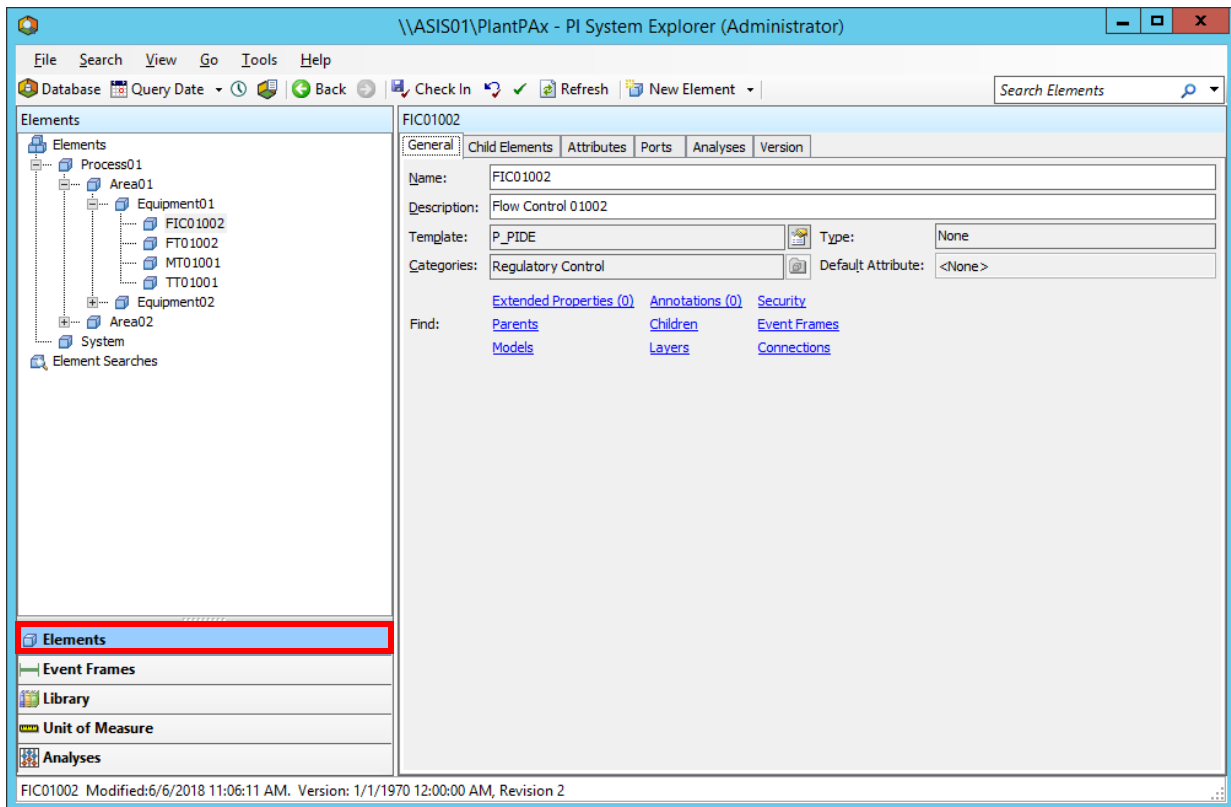 \\ASIS01\PlantPAx - PI System Explorer (Administrator)
File Search View Go Tools Help
Database Query Date Back Check In Refresh New Element Search Elements
Elements
Elements
Process01
Area01
Equipment01
FIC01002
FT01002
MT01001
TT01001
Equipment02
Area02
System
Element Searches
Elements
Event Frames
Library
Unit of Measure
Analyses
FIC01002
General Child Elements Attributes Ports Analyses Version
Name: FIC01002
Description: Flow Control 01002
Template: P_PIDE Type: None
Categories: Regulatory Control Default Attribute: <None>
Extended Properties (0) Annotations (0) Security
Find: Parents Children Event Frames
Models Layers Connections
FIC01002 Modified:6/6/2018 11:06:11 AM. Version: 1/1/1970 12:00:00 AM, Revision 2